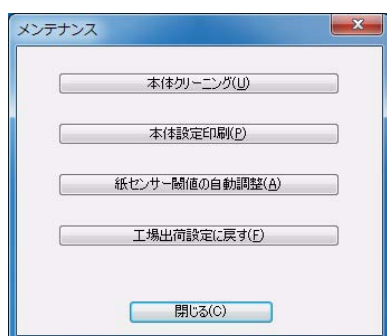 メンテナンス
本体クリーニング(U)
本体設定印刷(P)
紙センサー閾値の自動調整(A)
工場出荷設定に戻す(F)
閉じる(C)